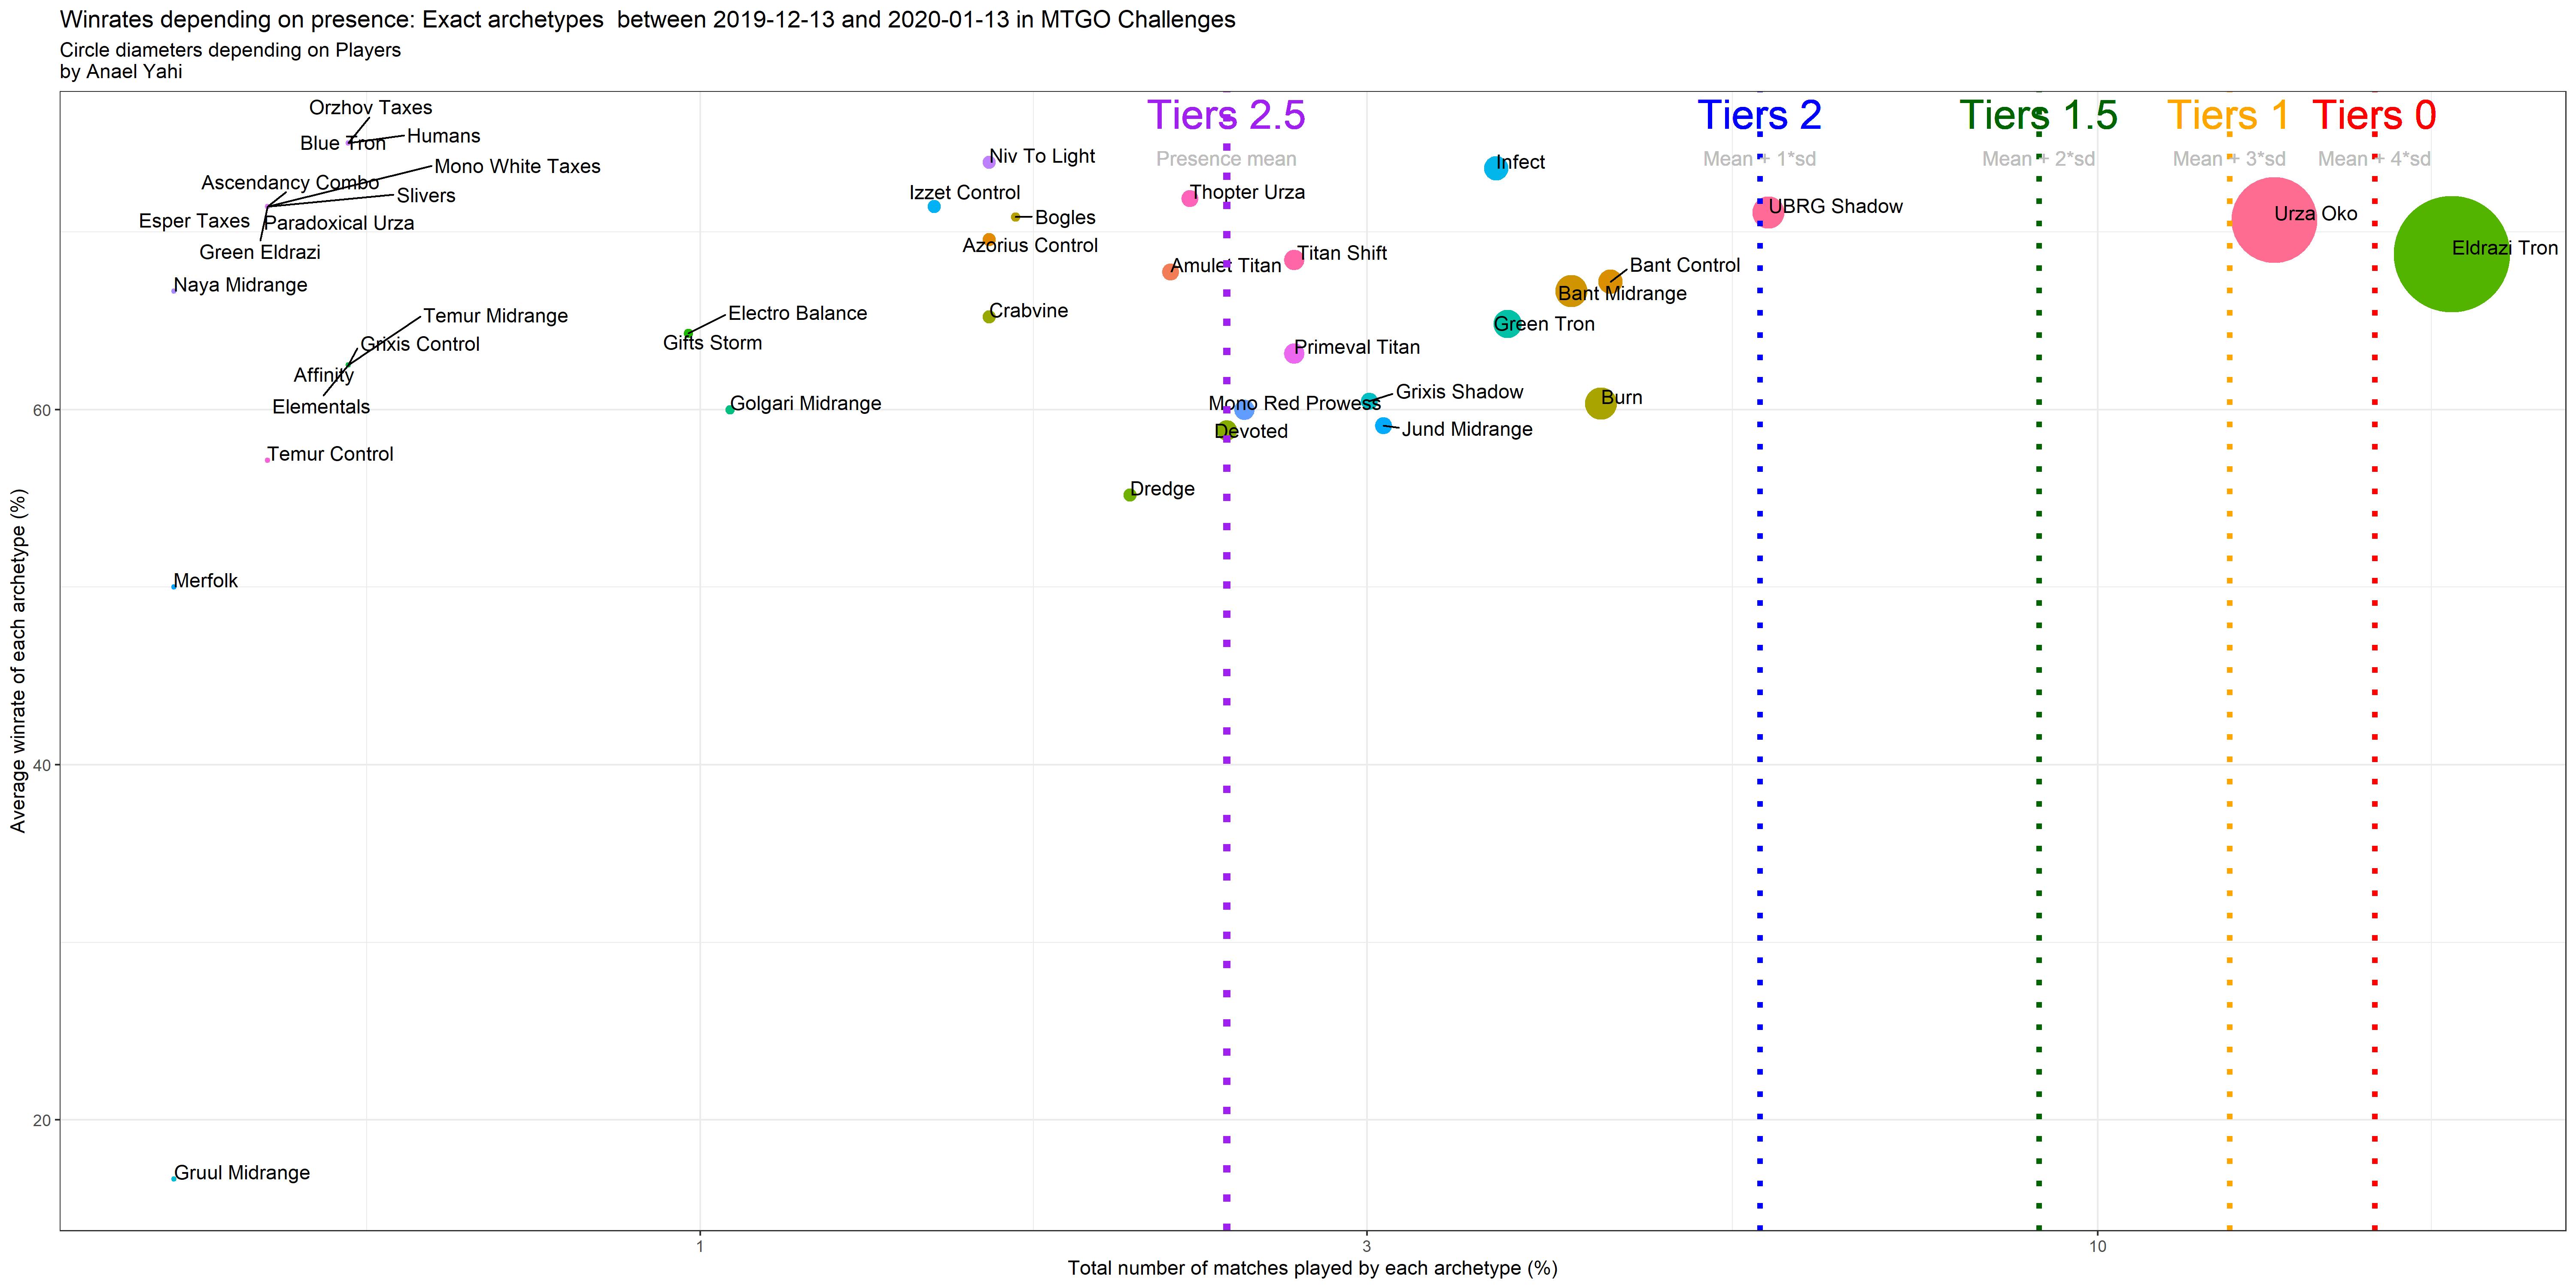 Winrates depending on presence: Exact archetypes  between 2019-12-13 and 2020-01-13 in MTGO Challenges
Circle diameters depending on Players
by Anael Yahi
Tiers 2.5
Tiers 2
Tiers 1.5
Tiers 1
Tiers 0
Presence mean
Mean + 1*sd
Mean + 2*sd
Mean + 3*sd
Mean + 4*sd
Orzhov Taxes
Humans
Blue Tron
Mono White Taxes
Ascendancy Combo
Slivers
Esper Taxes
Paradoxical Urza
Green Eldrazi
Naya Midrange
Temur Midrange
Grixis Control
Affinity
Elementals
Temur Control
Merfolk
Gruul Midrange
Electro Balance
Gifts Storm
Golgari Midrange
Niv To Light
Izzet Control
Bogles
Azorius Control
Crabvine
Thopter Urza
Amulet Titan
Titan Shift
Primeval Titan
Mono Red Prowess
Devoted
Dredge
Grixis Shadow
Jund Midrange
Infect
Bant Control
Bant Midrange
Green Tron
Burn
UBRG Shadow
Urza Oko
Eldrazi Tron
Average winrate of each archetype (%)
60
40
20
1
3
10
Total number of matches played by each archetype (%)